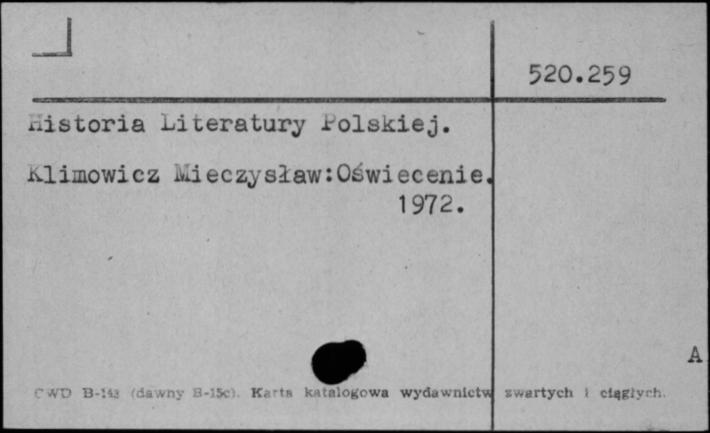 520.259
Historia Literatury Polskiej.
Klimowicz Mieczysław:Oświecenie.
1972.
A
CWD B-143 (dawny B-15c). Karta katalogowa wydawnictw zwartych i ciągłych.